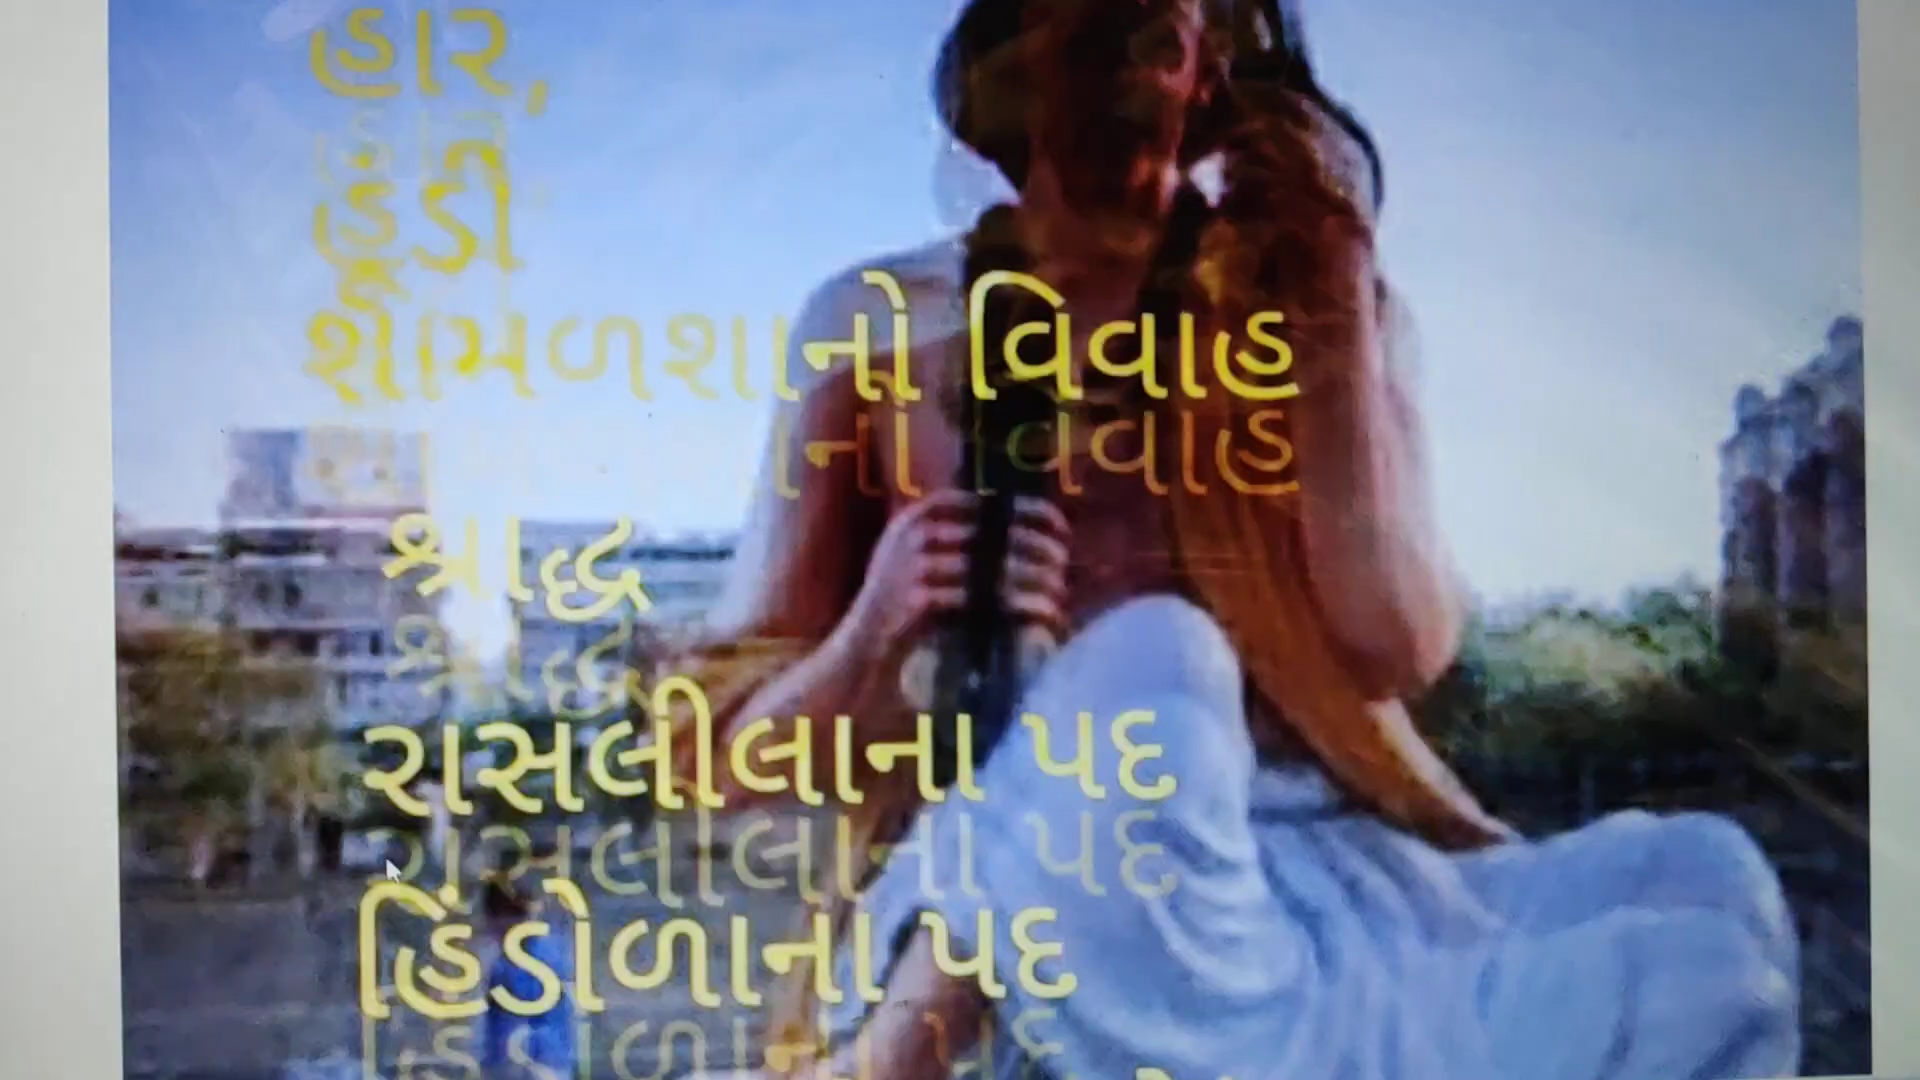 હાર,
હૂંડી
શામળશાનો વિવાહ
શ્રાદ્ધ
રાસલીલાના પદ
હિંડોળાના પદ